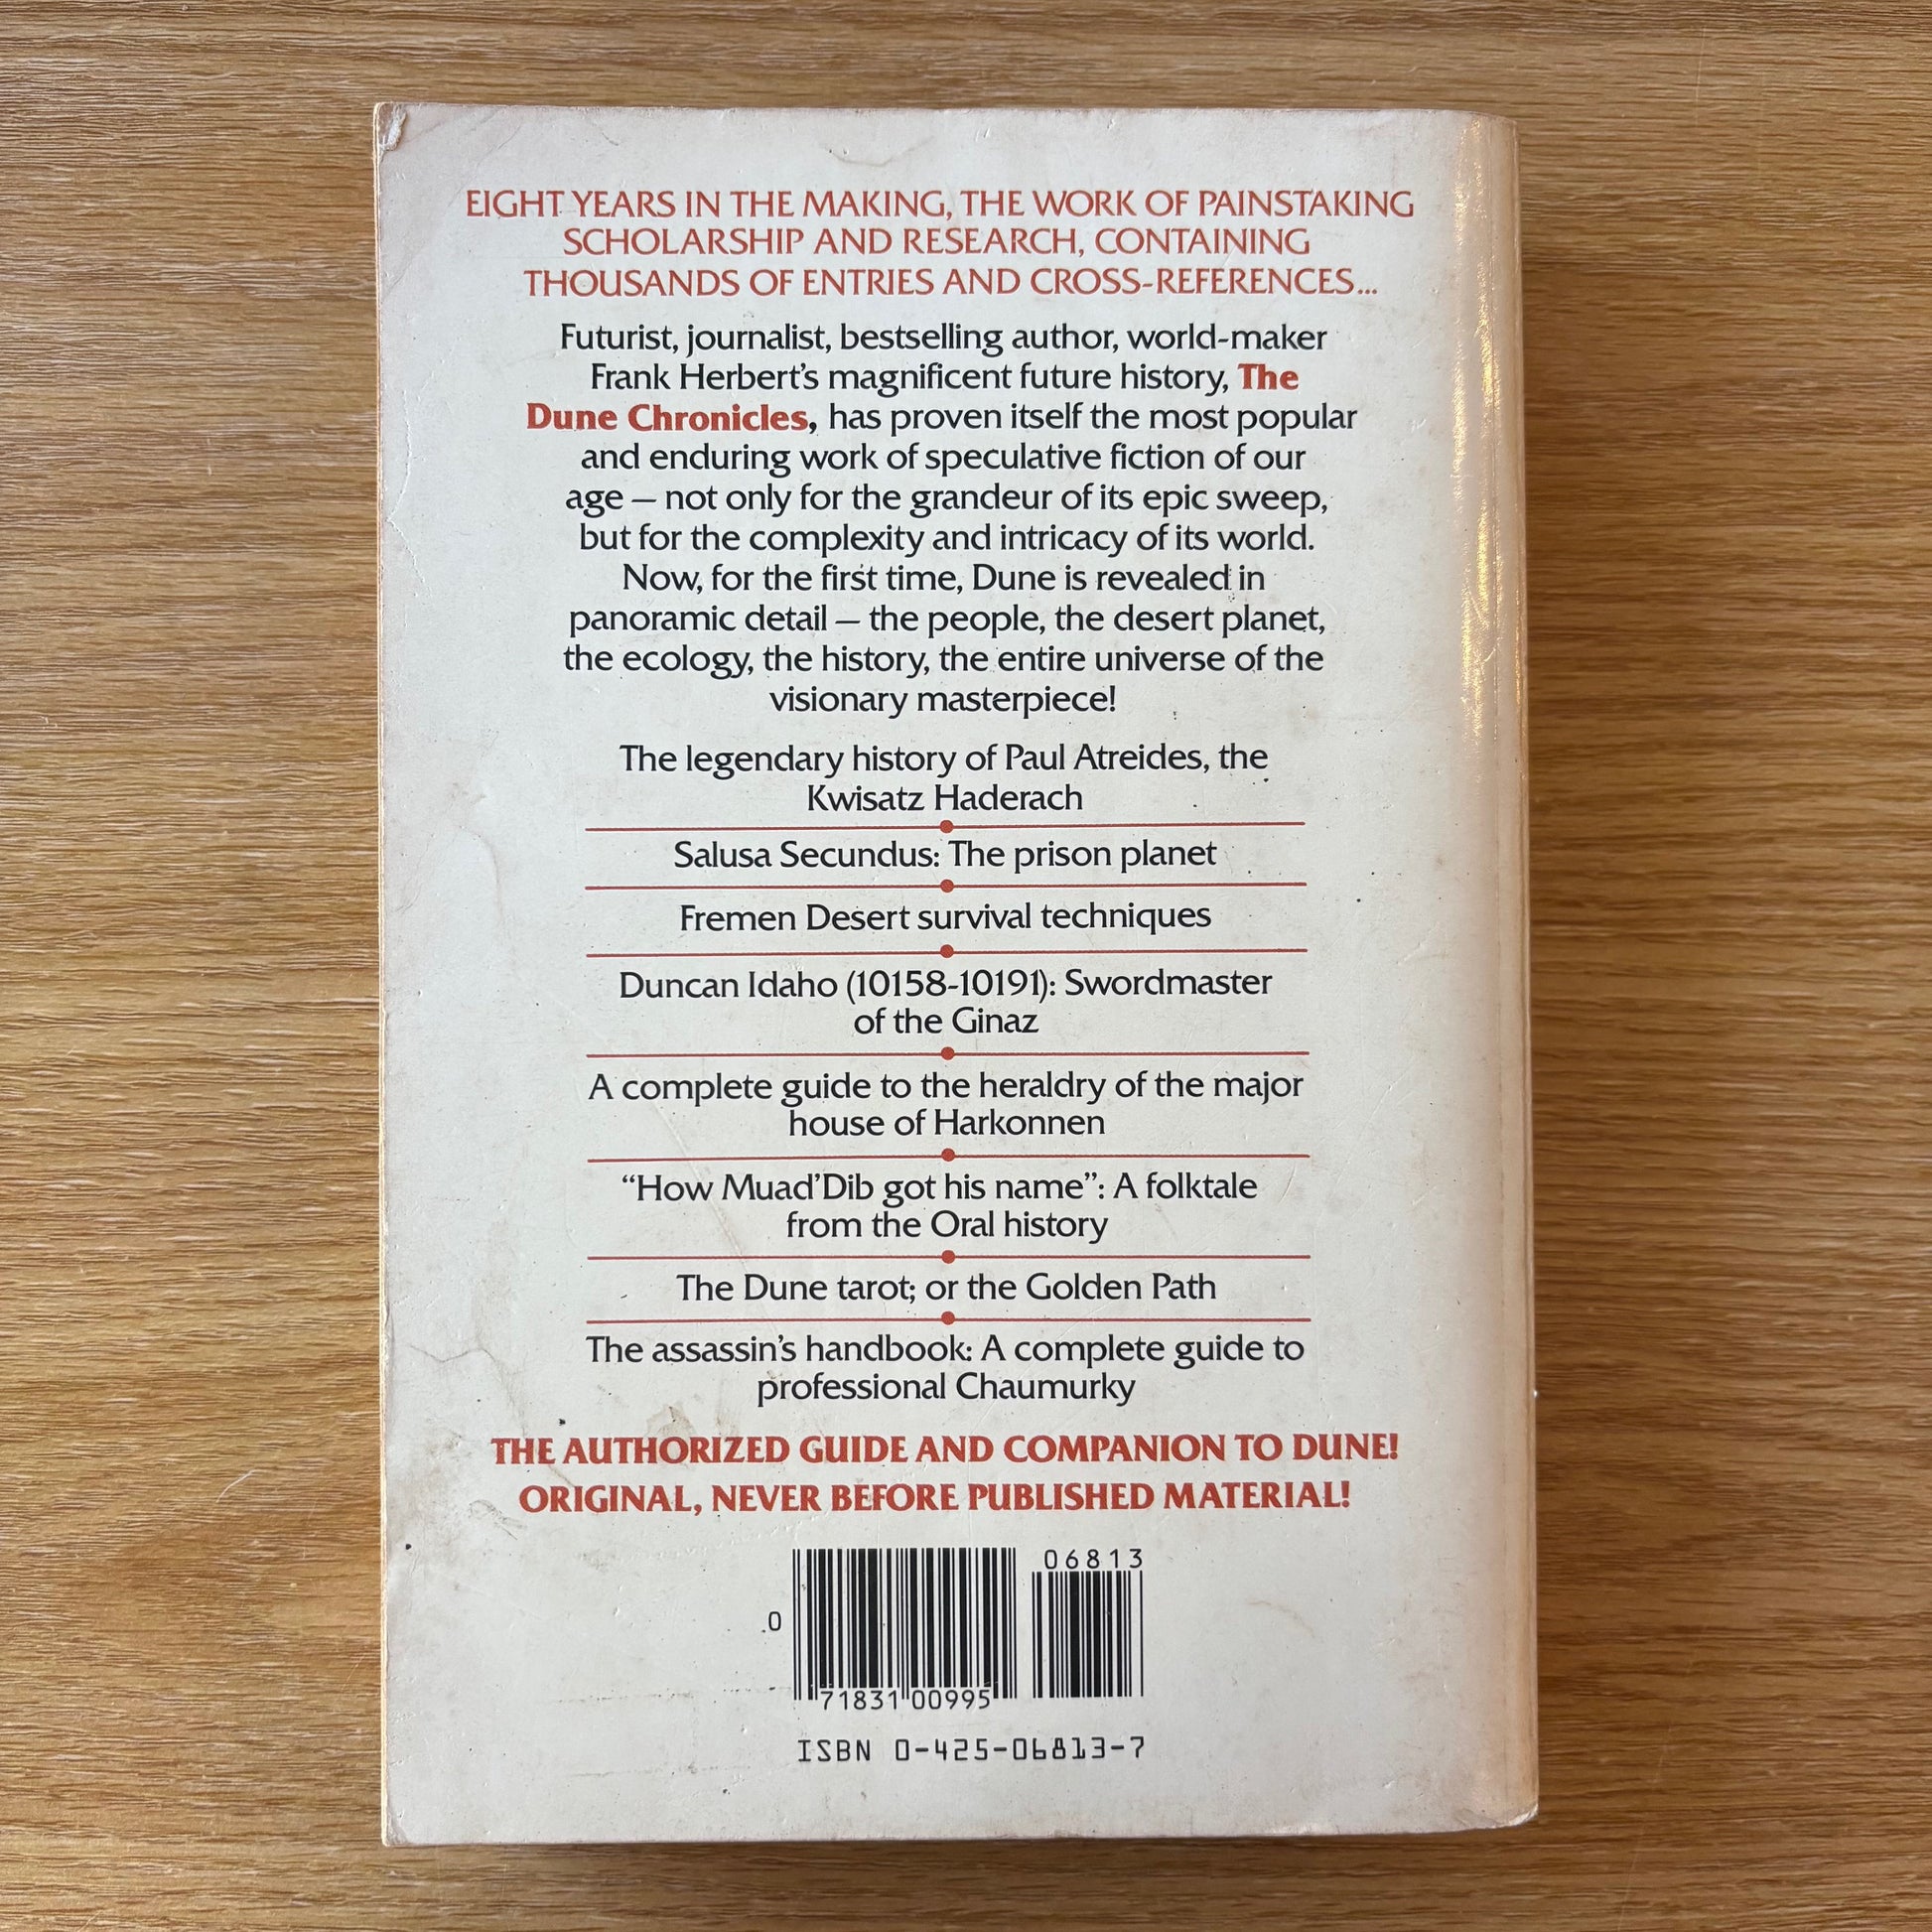 EIGHT YEARS IN THE MAKING, THE WORK OF PAINSTAKING
SCHOLARSHIP AND RESEARCH, CONTAINING
THOUSANDS OF ENTRIES AND CROSS-REFERENCES...
Futurist, journalist, bestselling author, world-maker
Frank Herbert's magnificent future history, The
Dune Chronicles, has proven itself the most popular
and enduring work of speculative fiction of our
age — not only for the grandeur of its epic sweep,
but for the complexity and intricacy of its world.
Now, for the first time, Dune is revealed in
panoramic detail — the people, the desert planet,
the ecology, the history, the entire universe of the
visionary masterpiece!
The legendary history of Paul Atreides, the
Kwisatz Haderach
Salusa Secundus: The prison planet
Fremen Desert survival techniques
Duncan Idaho (10158-10191): Swordmaster
of the Ginaz
A complete guide to the heraldry of the major
house of Harkonnen
“How Muad'Dib got his name”: A folktale
from the Oral history
The Dune tarot; or the Golden Path
The assassin's handbook: A complete guide to
professional Chaumurky
THE AUTHORIZED GUIDE AND COMPANION TO DUNE!
ORIGINAL, NEVER BEFORE PUBLISHED MATERIAL!
06813
0
71831 00995
ISBN 0-425-06813-7